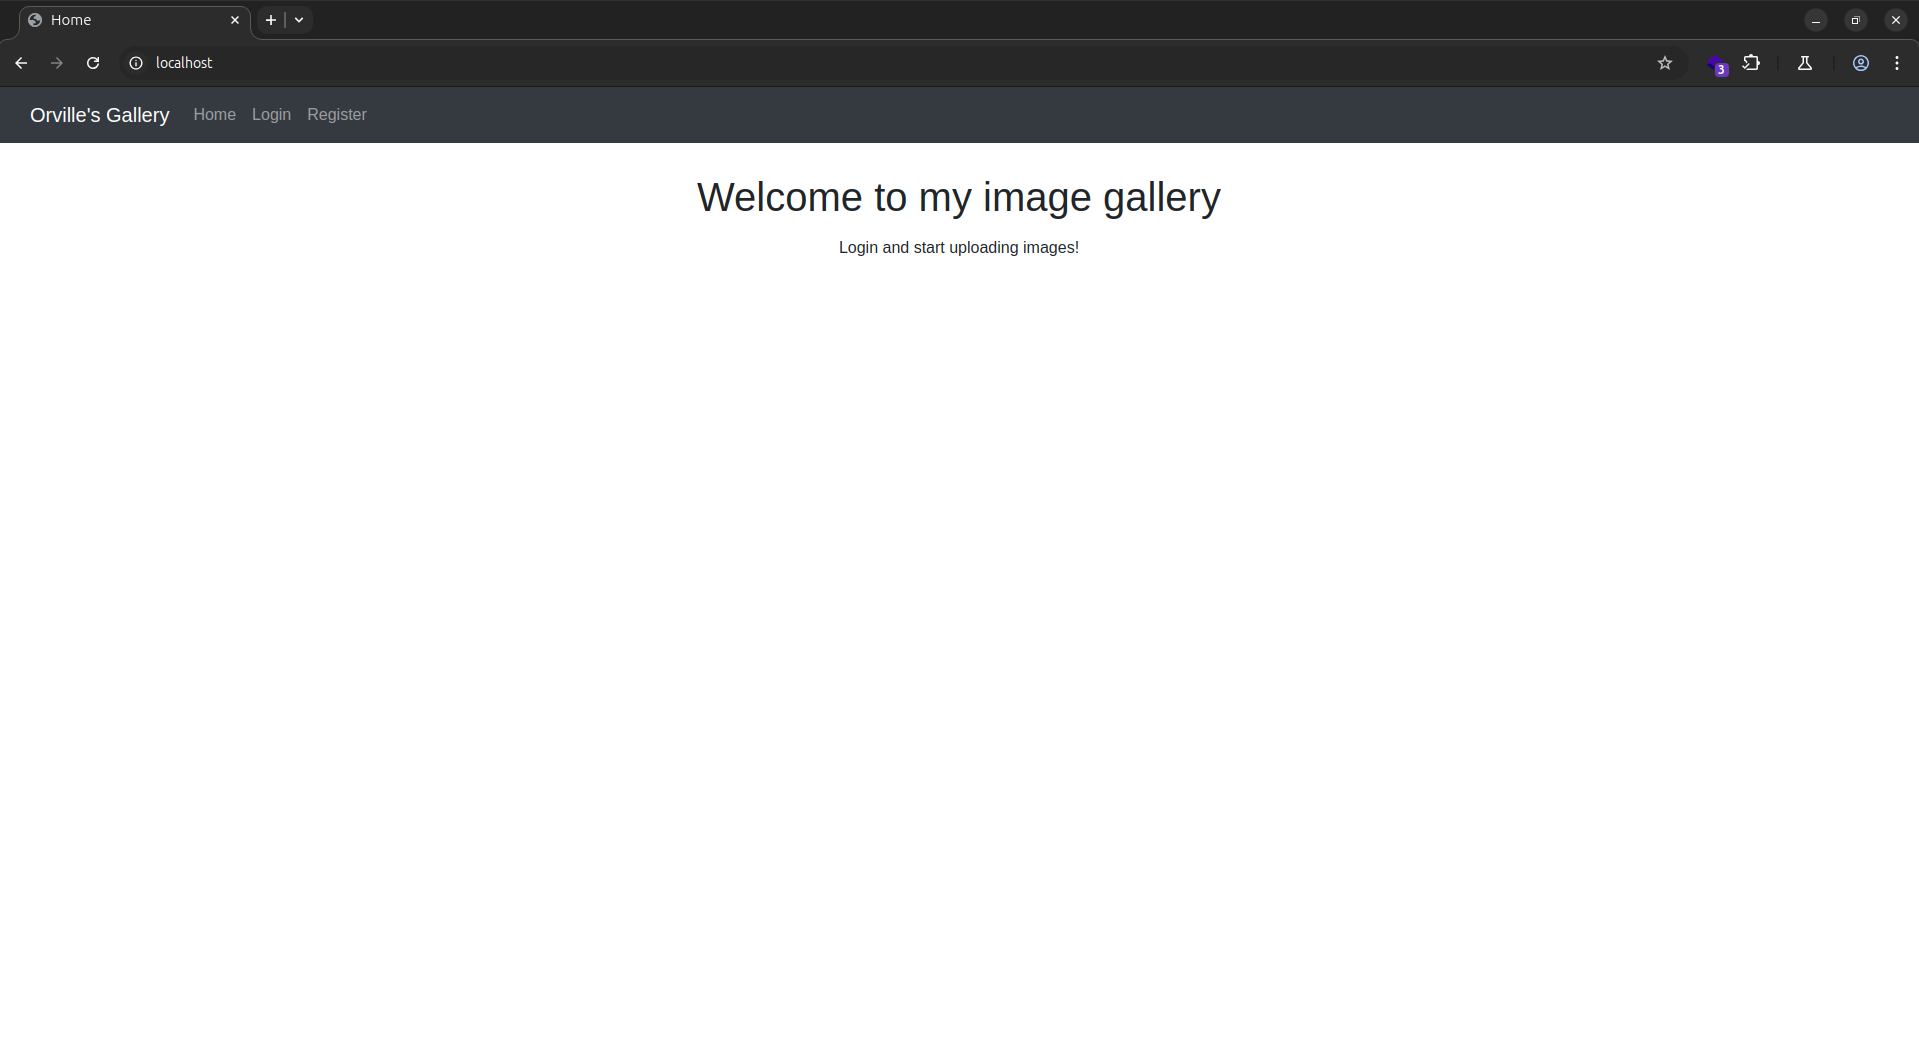 Home
localhost
3
Orville's Gallery Home Login Register
Welcome to my image gallery
Login and start uploading images!